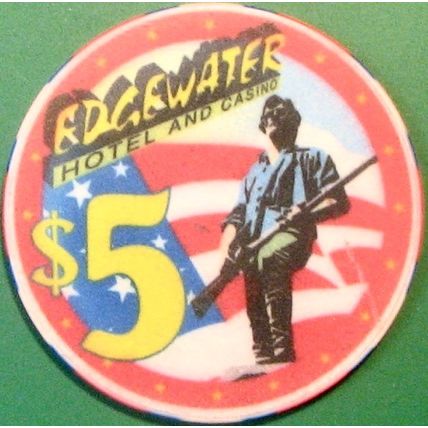 EDGEWATER
HOTEL AND CASINO
$5